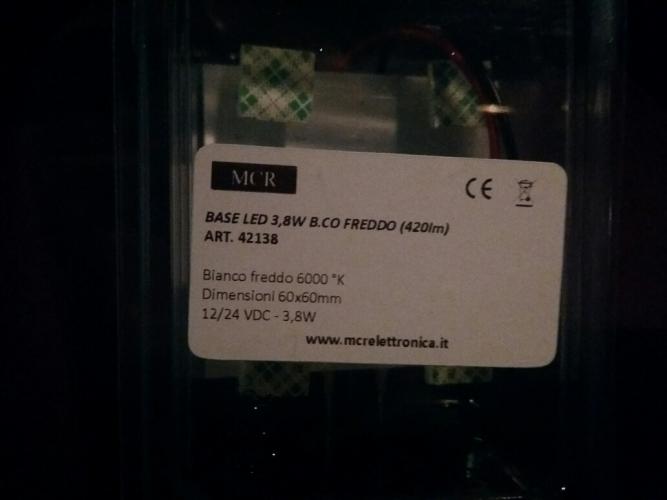 MCR
CE
BASE LED 3,8W B.CO FREDDO (420lm)
ART. 42138
Bianco freddo 6000 °K
Dimensioni 60x60mm
12/24 VDC - 3,8W
www.mcrelettronica.it